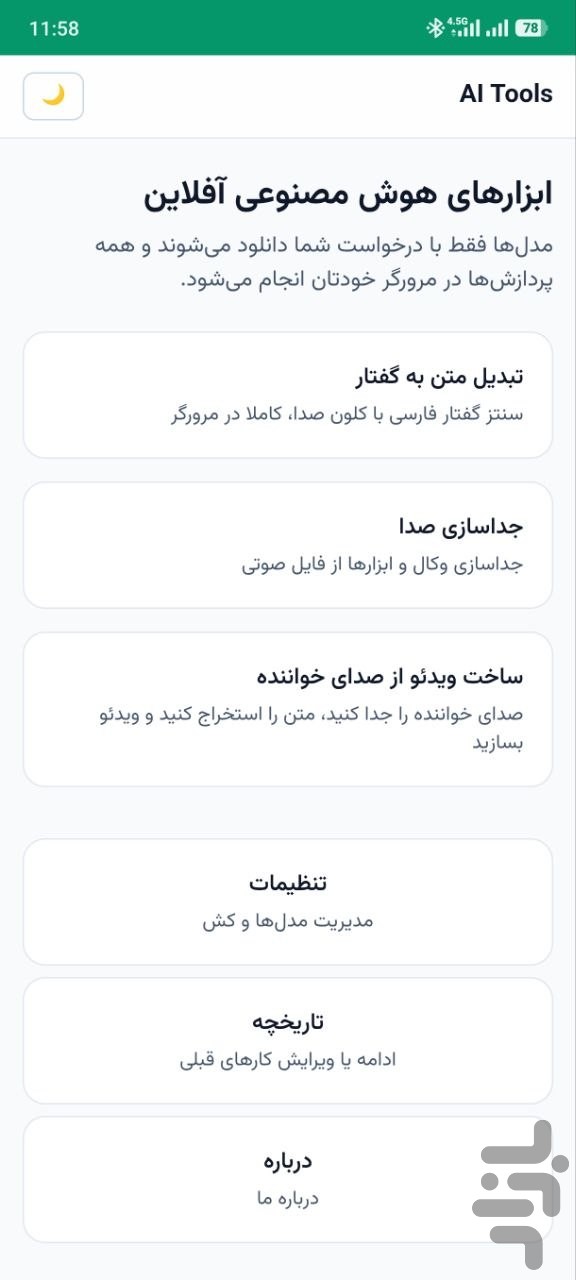 11:58
4.5G
78
AI Tools
ابزارهای هوش مصنوعی آفلاین
مدل‌ها فقط با درخواست شما دانلود می‌شوند و همه
پردازش‌ها در مرورگر خودتان انجام می‌شود.
تبدیل متن به گفتار
سنتز گفتار فارسی با کلون صدا، کاملا در مرورگر
جداسازی صدا
جداسازی وکال و ابزارها از فایل صوتی
ساخت ویدئو از صدای خواننده
صدای خواننده را جدا کنید، متن را استخراج کنید و ویدئو
بسازید
تنظیمات
مدیریت مدل‌ها و کش
تاریخچه
ادامه یا ویرایش کارهای قبلی
درباره
درباره ما